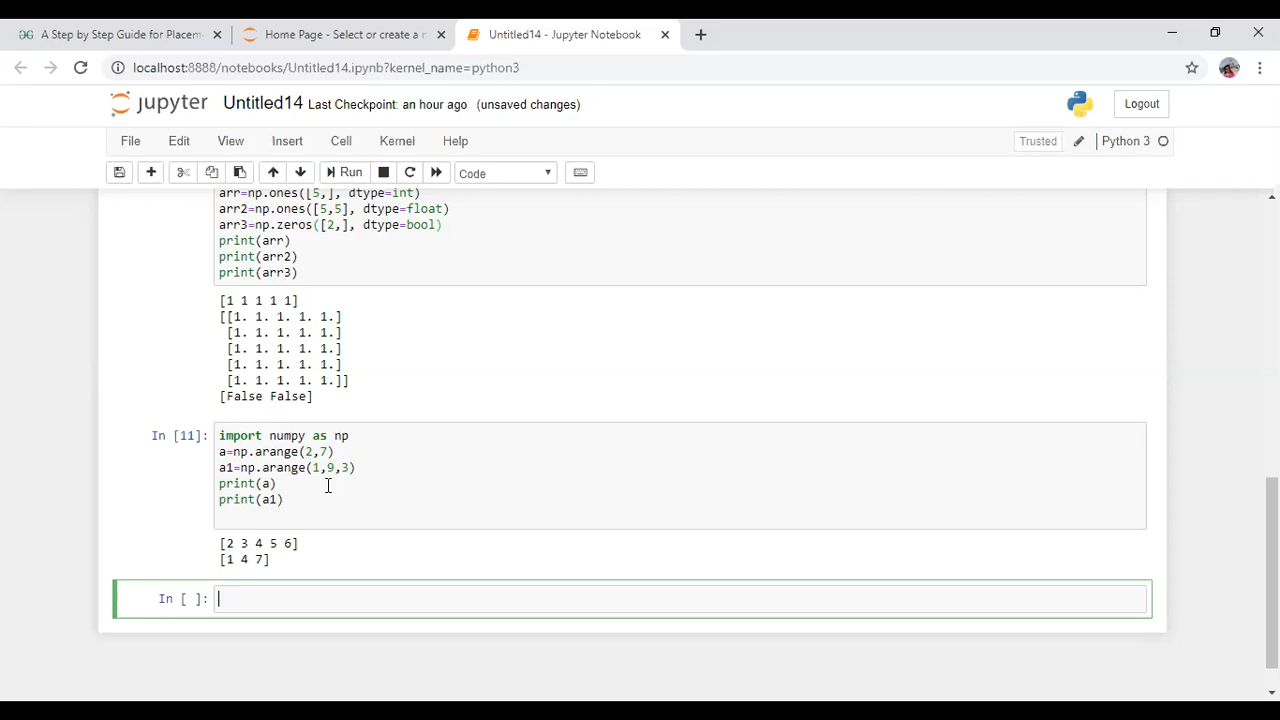 A Step by Step Guide for Placem
Home Page - Select or create a n
Untitled14 - Jupyter Notebook
localhost:8888/notebooks/Untitled14.ipynb?kernel_name=python3
jupyter Untitled14 Last Checkpoint: an hour ago (unsaved changes)
Logout
File Edit View Insert Cell Kernel Help
Trusted Python 3
Run Code
arr=np.ones([5,], dtype=int)
arr2=np.ones([5,5], dtype=float)
arr3=np.zeros([2,], dtype=bool)
print(arr)
print(arr2)
print(arr3)
[1 1 1 1 1]
[[1. 1. 1. 1. 1.]
[1. 1. 1. 1. 1.]
[1. 1. 1. 1. 1.]
[1. 1. 1. 1. 1.]
[1. 1. 1. 1. 1.]]
[False False]
In [11]: import numpy as np
a=np.arange(2,7)
a1=np.arange(1,9,3)
print(a)
print(a1)
[2 3 4 5 6]
[1 4 7]
In [ ]: